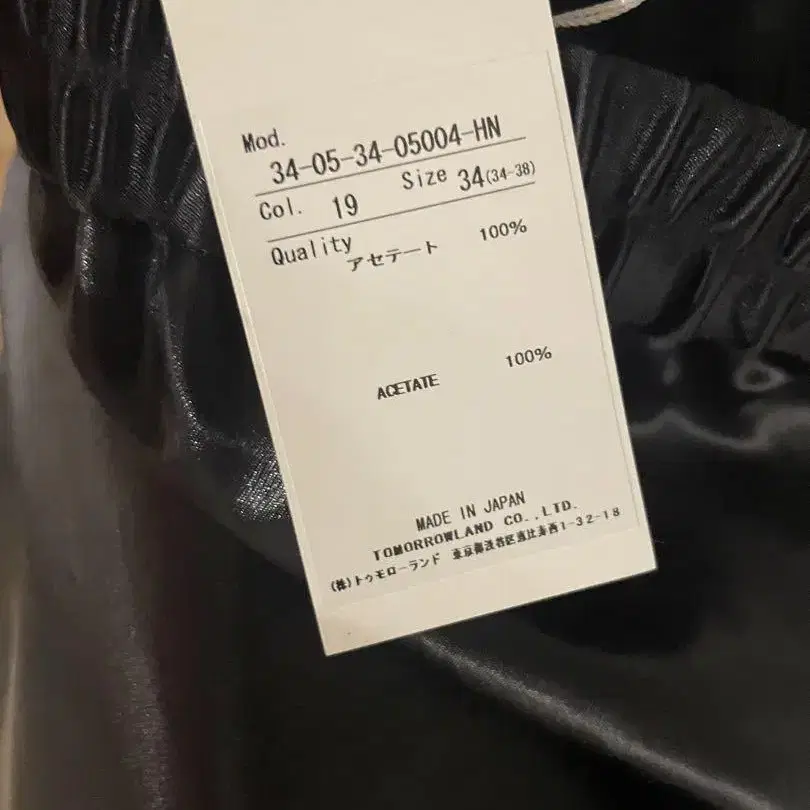 Mod.
34-05-34-05004-HN
Col. 19 Size 34(34-38)
Quality
アセテート 100%
ACETATE 100%
MADE IN JAPAN
TOMORROWLAND CO.,LTD.
(株)トゥモローランド 東京都渋谷区恵比寿西1-32-18